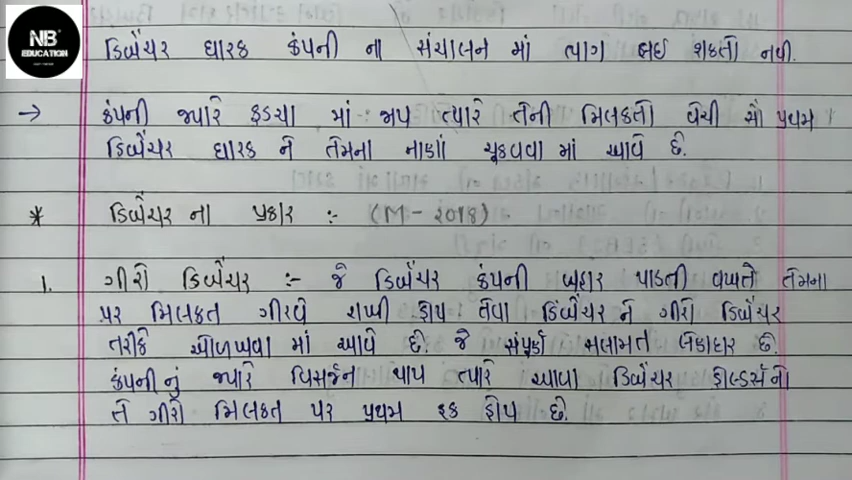 NB
EDUCATION
ડિબેંચર ધારક કંપની ના સંચાલન માં ભાગ લઈ શકતો નથી.
→ કંપની જ્યારે ફડચા માં જાય ત્યારે તેની મિલકતો વેચી સૌ પ્રથમ
ડિબેંચર ધારક ને તેમના નાણાં ચૂકવવા માં આવે છે.
* ડિબેંચર ના પ્રકાર :- (M-2018)
1. ગીરો ડિબેંચર :- જે ડિબેંચર કંપની બહાર પાડતી વખતે તેમના
પર મિલકત ગીરવે રાખી હોય તેવા ડિબેંચર ને ગીરો ડિબેંચર
તરીકે ઓળખવા માં આવે છે. જે સંપૂર્ણ સલામત લેણદાર છે.
કંપનીનું જ્યારે વિસર્જન થાય ત્યારે આવા ડિબેંચર હોલ્ડર્સનો
તે ગીરો મિલકત પર પ્રથમ હક હોય છે.